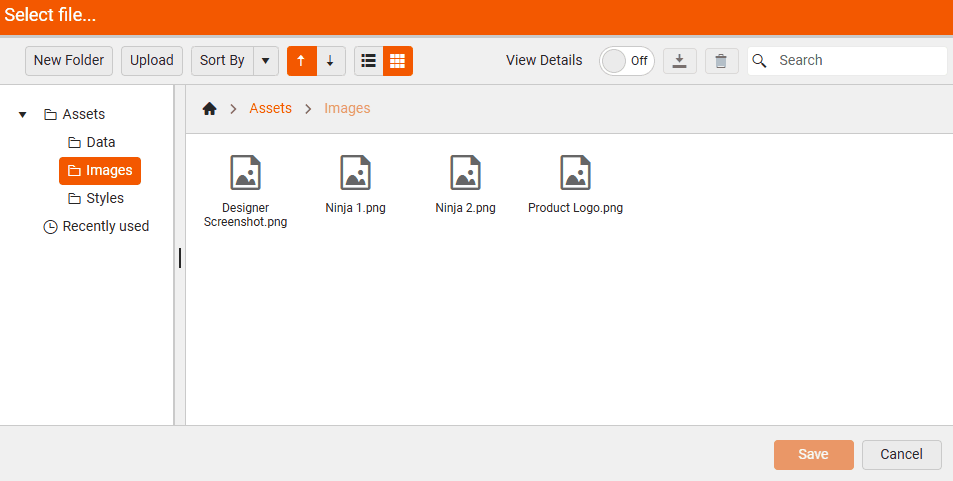 Select file...
New Folder Upload Sort By View Details Off Search
Assets
Data
Images
Styles
Recently used
Assets Images
Designer Screenshot.png
Ninja 1.png
Ninja 2.png
Product Logo.png
Save Cancel